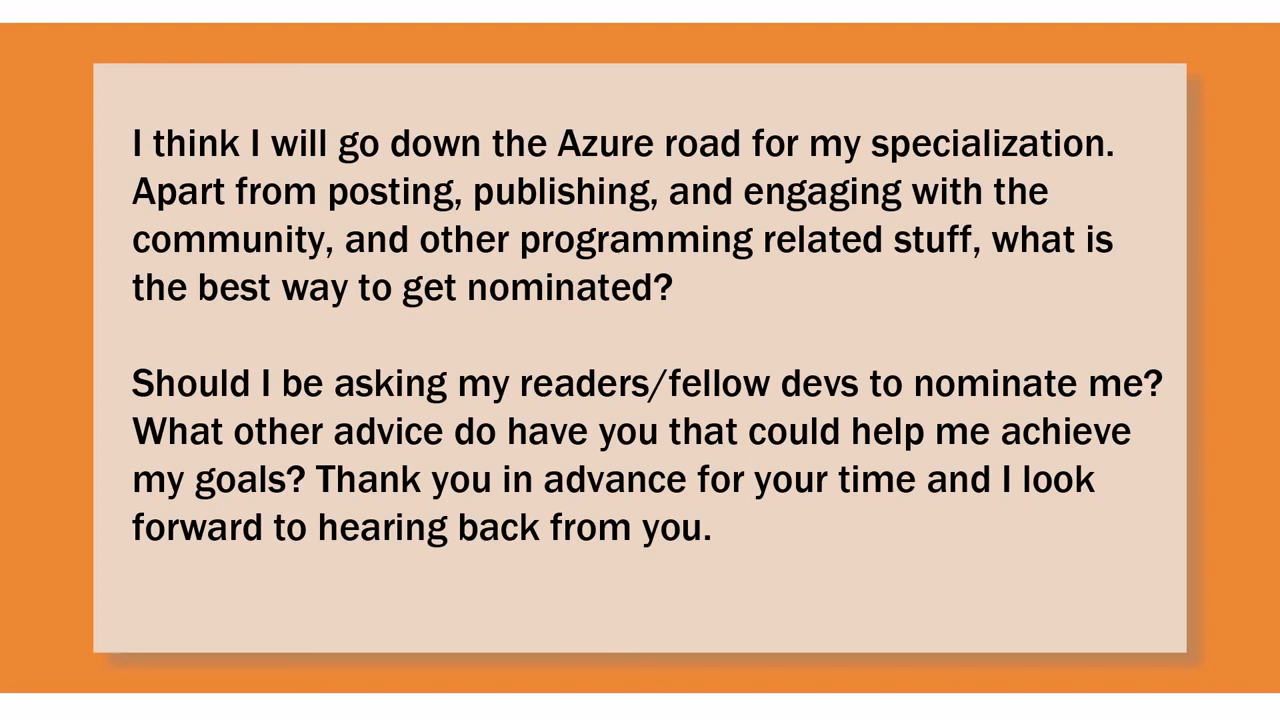 I think I will go down the Azure road for my specialization.
Apart from posting, publishing, and engaging with the
community, and other programming related stuff, what is
the best way to get nominated?
Should I be asking my readers/fellow devs to nominate me?
What other advice do have you that could help me achieve
my goals? Thank you in advance for your time and I look
forward to hearing back from you.